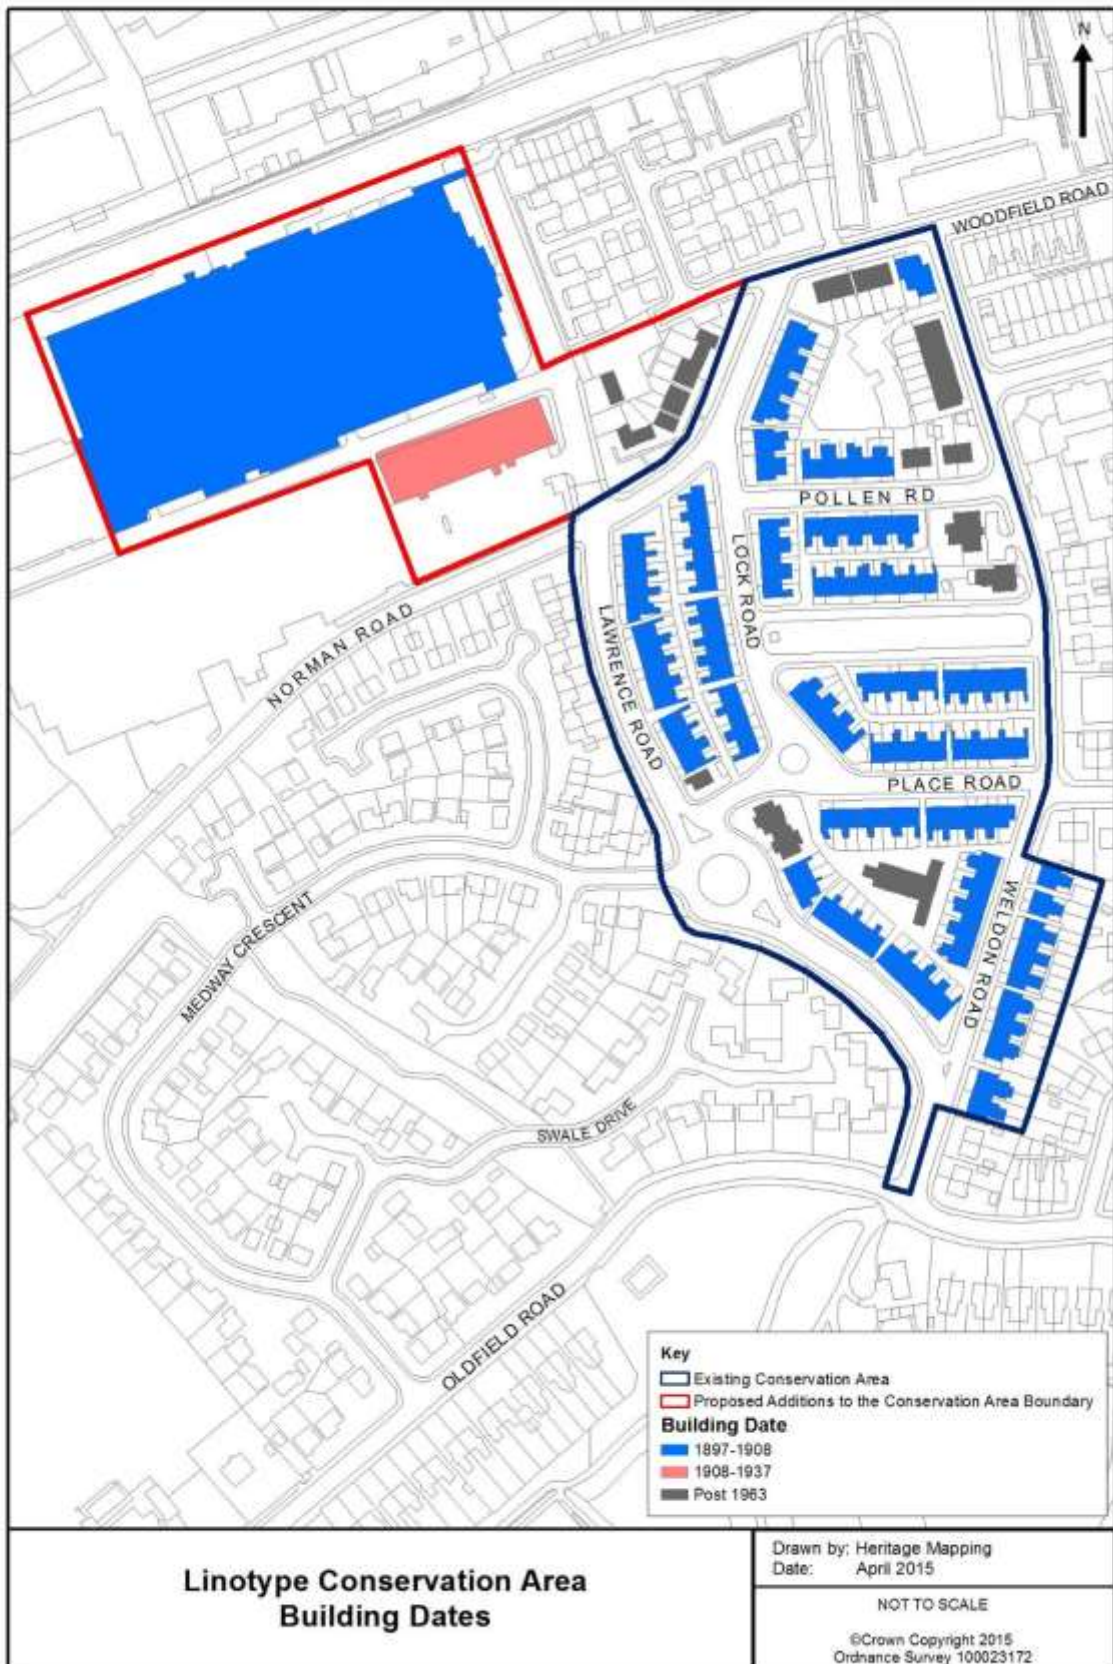 N
WOODFIELD ROAD
POLLEN RD
LOCK ROAD
LAWRENCE ROAD
NORMAN ROAD
PLACE ROAD
WELDON ROAD
MEDWAY CRESCENT
SWALE DRIVE
OLDFIELD ROAD
Key
Existing Conservation Area
Proposed Additions to the Conservation Area Boundary
Building Date
1897-1908
1908-1937
Post 1963
Linotype Conservation Area
Building Dates
Drawn by: Heritage Mapping
Date: April 2015
NOT TO SCALE
©Crown Copyright 2015
Ordnance Survey 100023172